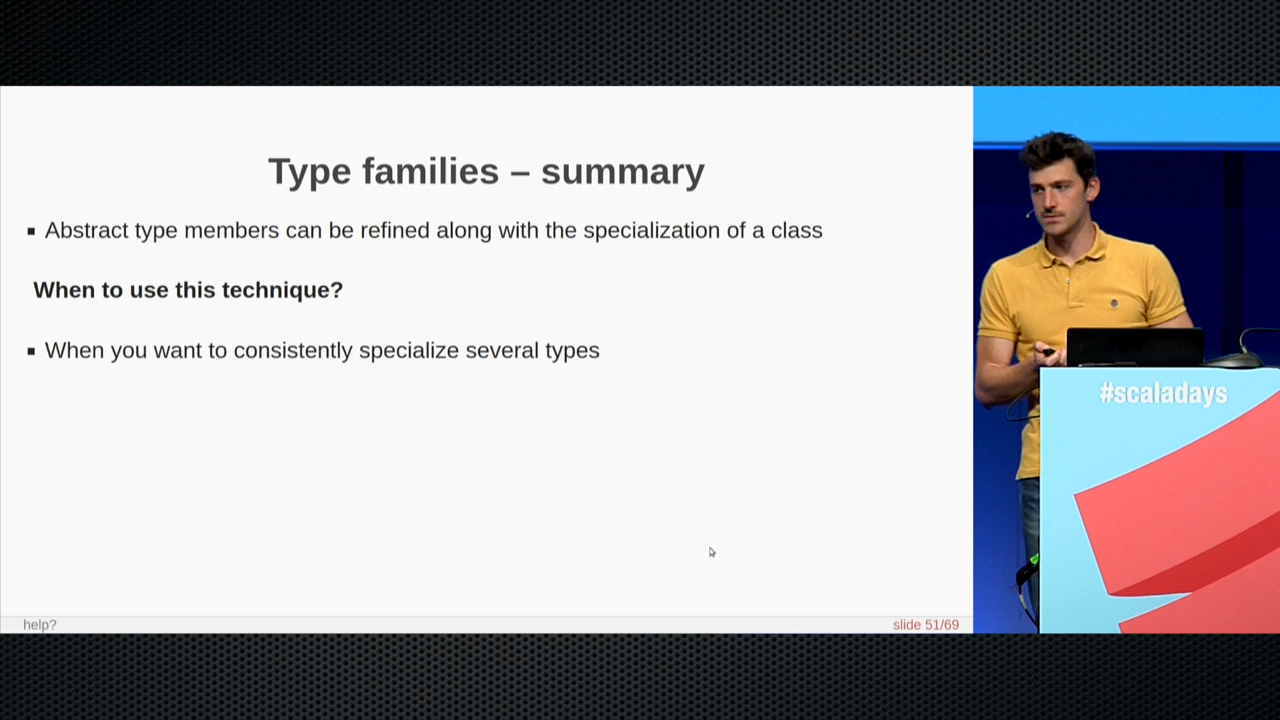 Type families – summary
▪ Abstract type members can be refined along with the specialization of a class
When to use this technique?
▪ When you want to consistently specialize several types
help?
slide 51/69
#scaladays